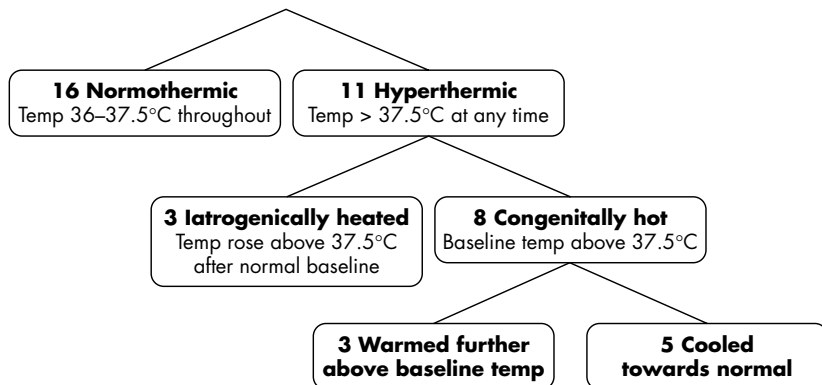 16 Normothermic
Temp 36–37.5°C throughout
11 Hyperthermic
Temp > 37.5°C at any time
3 Iatrogenically heated
Temp rose above 37.5°C
after normal baseline
8 Congenitally hot
Baseline temp above 37.5°C
3 Warmed further
above baseline temp
5 Cooled
towards normal